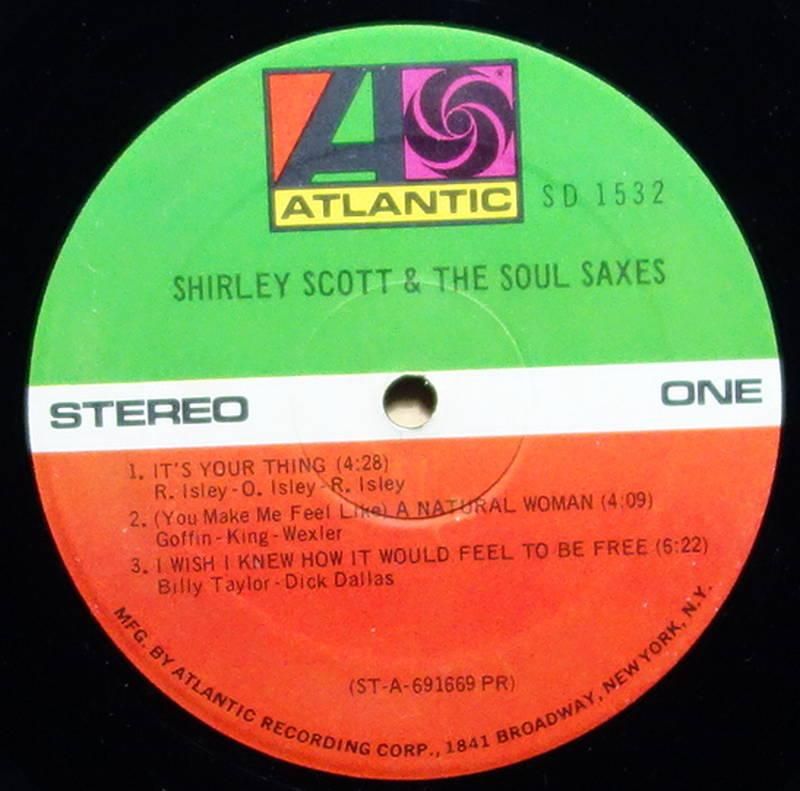 ATLANTIC
SD 1532
SHIRLEY SCOTT & THE SOUL SAXES
STEREO
ONE
1. IT'S YOUR THING (4:28)
R. Isley - O. Isley - R. Isley
2. (You Make Me Feel Like) A NATURAL WOMAN (4:09)
Goffin - King - Wexler
3. I WISH I KNEW HOW IT WOULD FEEL TO BE FREE (6:22)
Billy Taylor - Dick Dallas
(ST-A-691669 PR)
MFG. BY ATLANTIC RECORDING CORP., 1841 BROADWAY, NEW YORK, N.Y.